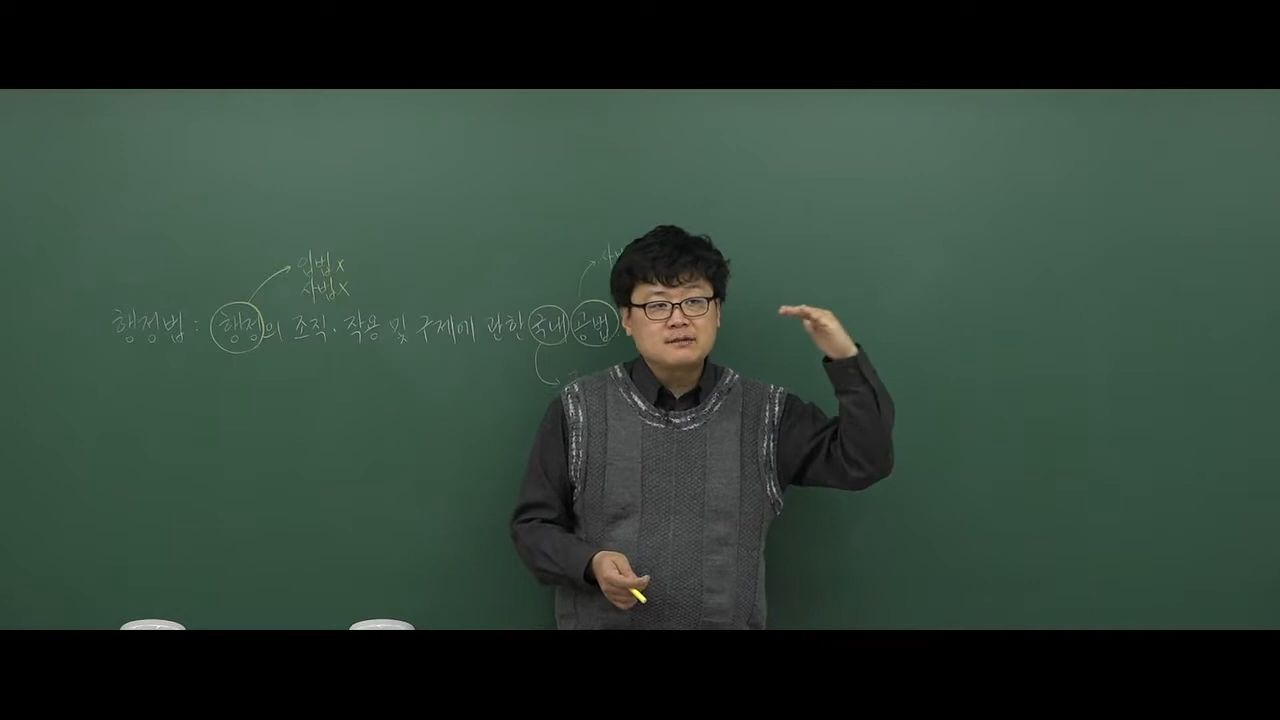 입법 x
사법 x
행정법 : 행정의 조직·작용 및 구제에 관한 국내 공법